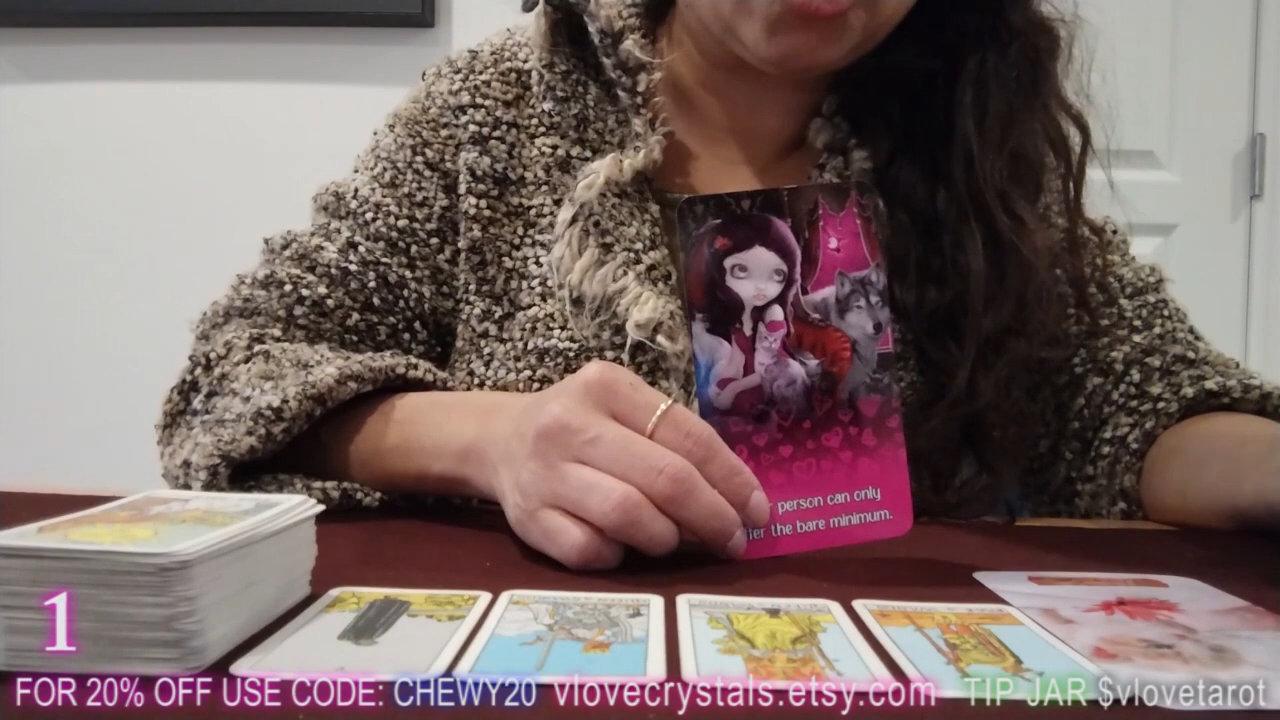 person can only
the bare minimum.
1
FOR 20% OFF USE CODE: CHEWY20 vlovecrystals.etsy.com TIP JAR $vlovetarot